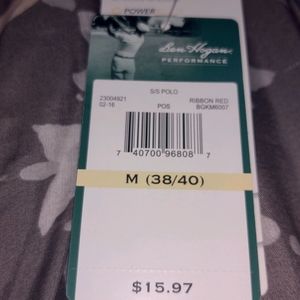 POWER
Ben Hogan
PERFORMANCE
S/S POLO
23004921 RIBBON RED
02-16 POS BGKM6007
7 40700 96808 7
M (38/40)
$15.97